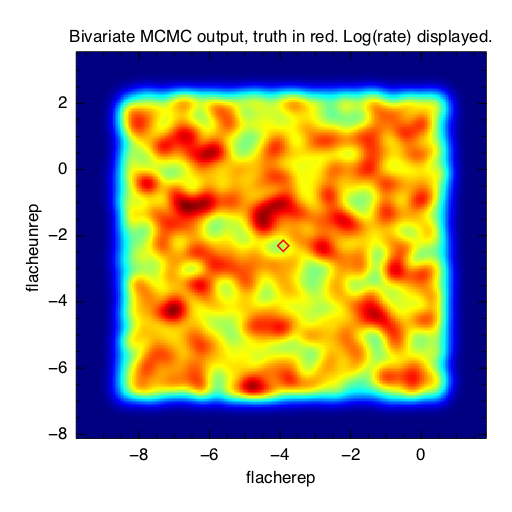 Bivariate MCMC output, truth in red. Log(rate) displayed.
2
0
−2
−4
−6
−8
flacheunrep
−8 −6 −4 −2 0
flacherep